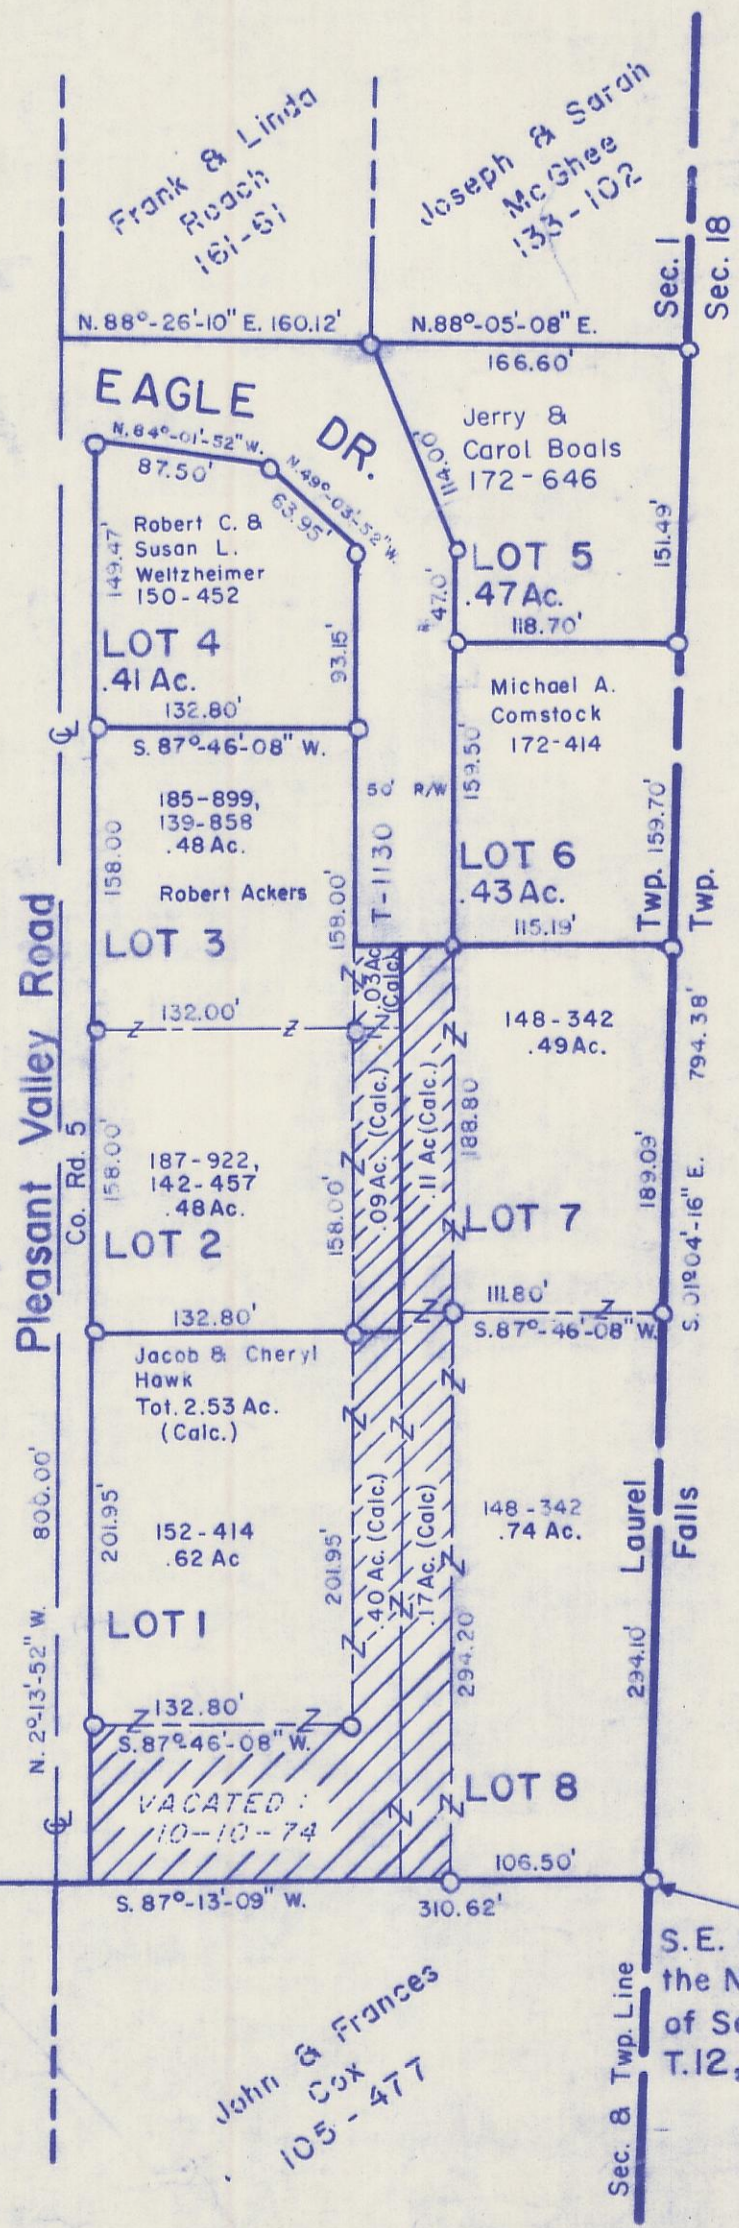 Frank & Linda
Roach
161-61
Joseph & Sarah
McGhee
133-102
Sec. 1
Sec. 18
N. 88°-26'-10" E. 160.12'
N.88°-05'-08" E.
166.60'
EAGLE DR.
N. 84°-01'-52" W.
87.50'
N. 49°-03'-52" W.
63.95'
114.00'
Jerry &
Carol Boals
172-646
151.49'
LOT 5
.47 Ac.
47.0'
118.70'
149.47'
Robert C. &
Susan L.
Weltzheimer
150-452
LOT 4
.41 Ac.
93.15'
132.80'
S. 87°-46'-08" W.
Michael A.
Comstock
172-414
159.50'
LOT 6
.43 Ac.
115.19'
Twp. 159.70'
Twp.
50' R/W
T-1130
185-899,
139-858
.48 Ac.
Robert Ackers
158.00
158.00'
LOT 3
132.00'
.03 Ac
(Calc)
148-342
.49 Ac.
188.80
189.09'
794.38'
S. 01°04'-16" E.
LOT 7
111.80'
S.87°-46'-08" W.
.09 Ac. (Calc.)
.11 Ac (Calc.)
Pleasant Valley Road
Co. Rd. 5
158.00'
187-922,
142-457
.48 Ac.
158.00'
LOT 2
132.80'
Jacob & Cheryl
Hawk
Tot. 2.53 Ac.
(Calc.)
152-414
.62 Ac
201.95'
201.95'
LOT 1
132.80'
S. 87°-46'-08" W.
.40 Ac. (Calc.)
.17 Ac. (Calc)
148-342
.74 Ac.
294.20
294.10'
Laurel
Falls
LOT 8
106.50'
800.00'
N. 2°-13'-52" W.
VACATED:
10-10-74
S. 87°-13'-09" W.
310.62'
John & Frances
Cox
105-477
Sec. & Twp. Line
S.E.
the N
of
T.12,